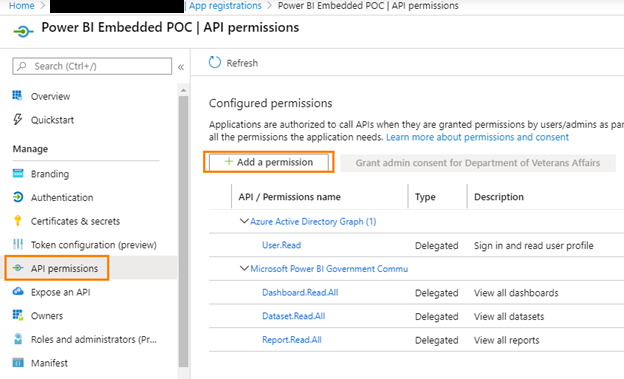 Home > | App registrations > Power BI Embedded POC | API permissions
Power BI Embedded POC | API permissions
Search (Ctrl+/) «
Overview
Quickstart
Manage
Branding
Authentication
Certificates & secrets
Token configuration (preview)
API permissions
Expose an API
Owners
Roles and administrators (Pr...
Manifest
Refresh
Configured permissions
Applications are authorized to call APIs when they are granted permissions by users/admins as par
all the permissions the application needs. Learn more about permissions and consent
+ Add a permission Grant admin consent for Department of Veterans Affairs
API / Permissions name Type Description
Azure Active Directory Graph (1)
User.Read Delegated Sign in and read user profile
Microsoft Power BI Government Commu
Dashboard.Read.All Delegated View all dashboards
Dataset.Read.All Delegated View all datasets
Report.Read.All Delegated View all reports